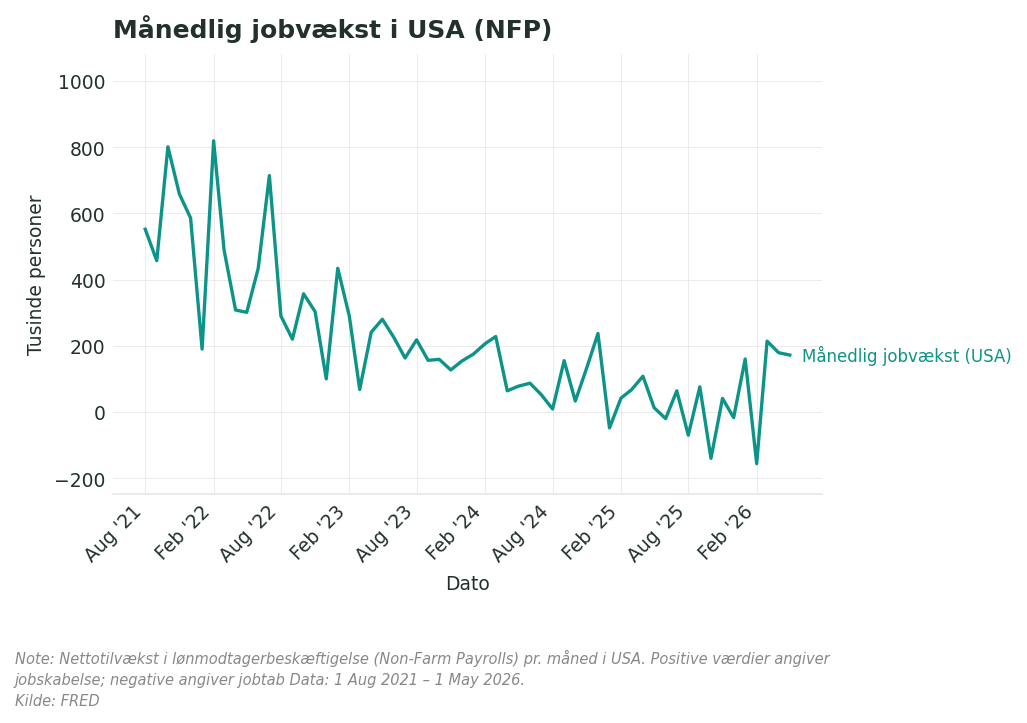 Månedlig jobvækst i USA (NFP)
Tusinde personer
1000
800
600
400
200
0
−200
Månedlig jobvækst (USA)
Aug '21
Feb '22
Aug '22
Feb '23
Aug '23
Feb '24
Aug '24
Feb '25
Aug '25
Feb '26
Dato
Note: Nettotilvækst i lønmodtagerbeskæftigelse (Non-Farm Payrolls) pr. måned i USA. Positive værdier angiver
jobskabelse; negative angiver jobtab Data: 1 Aug 2021 – 1 May 2026.
Kilde: FRED